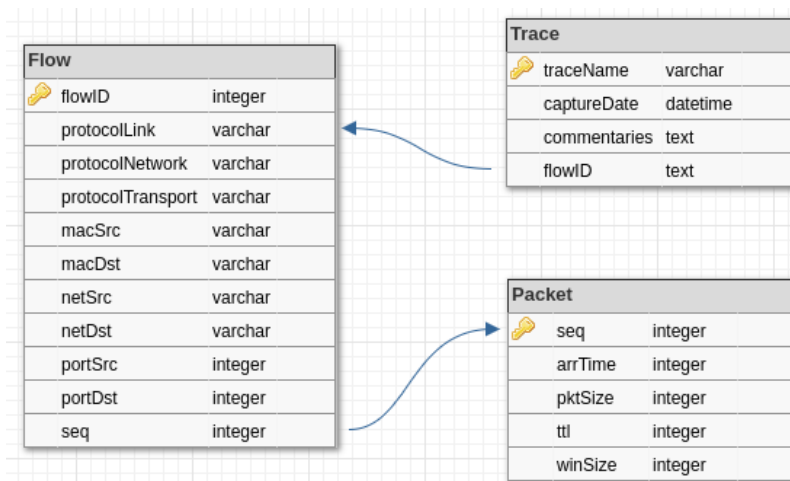 Flow
flowID integer
protocolLink varchar
protocolNetwork varchar
protocolTransport varchar
macSrc varchar
macDst varchar
netSrc varchar
netDst varchar
portSrc integer
portDst integer
seq integer
Trace
traceName varchar
captureDate datetime
commentaries text
flowID text
Packet
seq integer
arrTime integer
pktSize integer
ttl integer
winSize integer